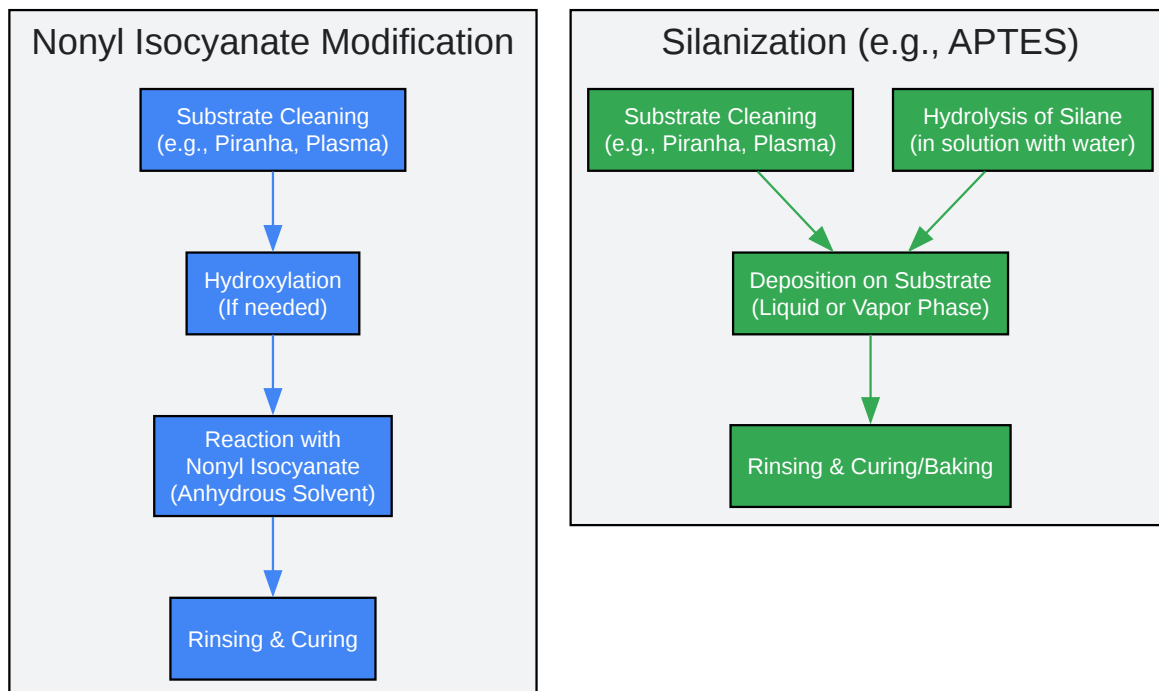 Nonyl Isocyanate Modification
Substrate Cleaning
(e.g., Piranha, Plasma)
Hydroxylation
(If needed)
Reaction with
Nonyl Isocyanate
(Anhydrous Solvent)
Rinsing & Curing
Silanization (e.g., APTES)
Substrate Cleaning
(e.g., Piranha, Plasma)
Hydrolysis of Silane
(in solution with water)
Deposition on Substrate
(Liquid or Vapor Phase)
Rinsing & Curing/Baking